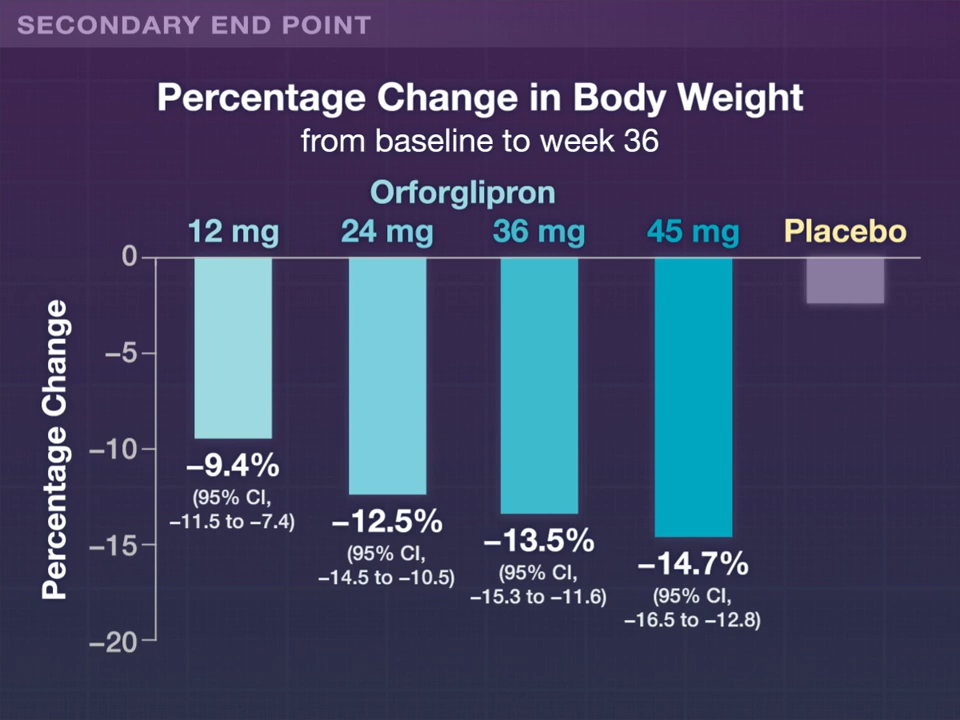 SECONDARY END POINT
Percentage Change in Body Weight
from baseline to week 36
Orforglipron
12 mg 24 mg 36 mg 45 mg Placebo
Percentage Change
0
−5
−10
−15
−20
−9.4%
(95% CI,
−11.5 to −7.4)
−12.5%
(95% CI,
−14.5 to −10.5)
−13.5%
(95% CI,
−15.3 to −11.6)
−14.7%
(95% CI,
−16.5 to −12.8)